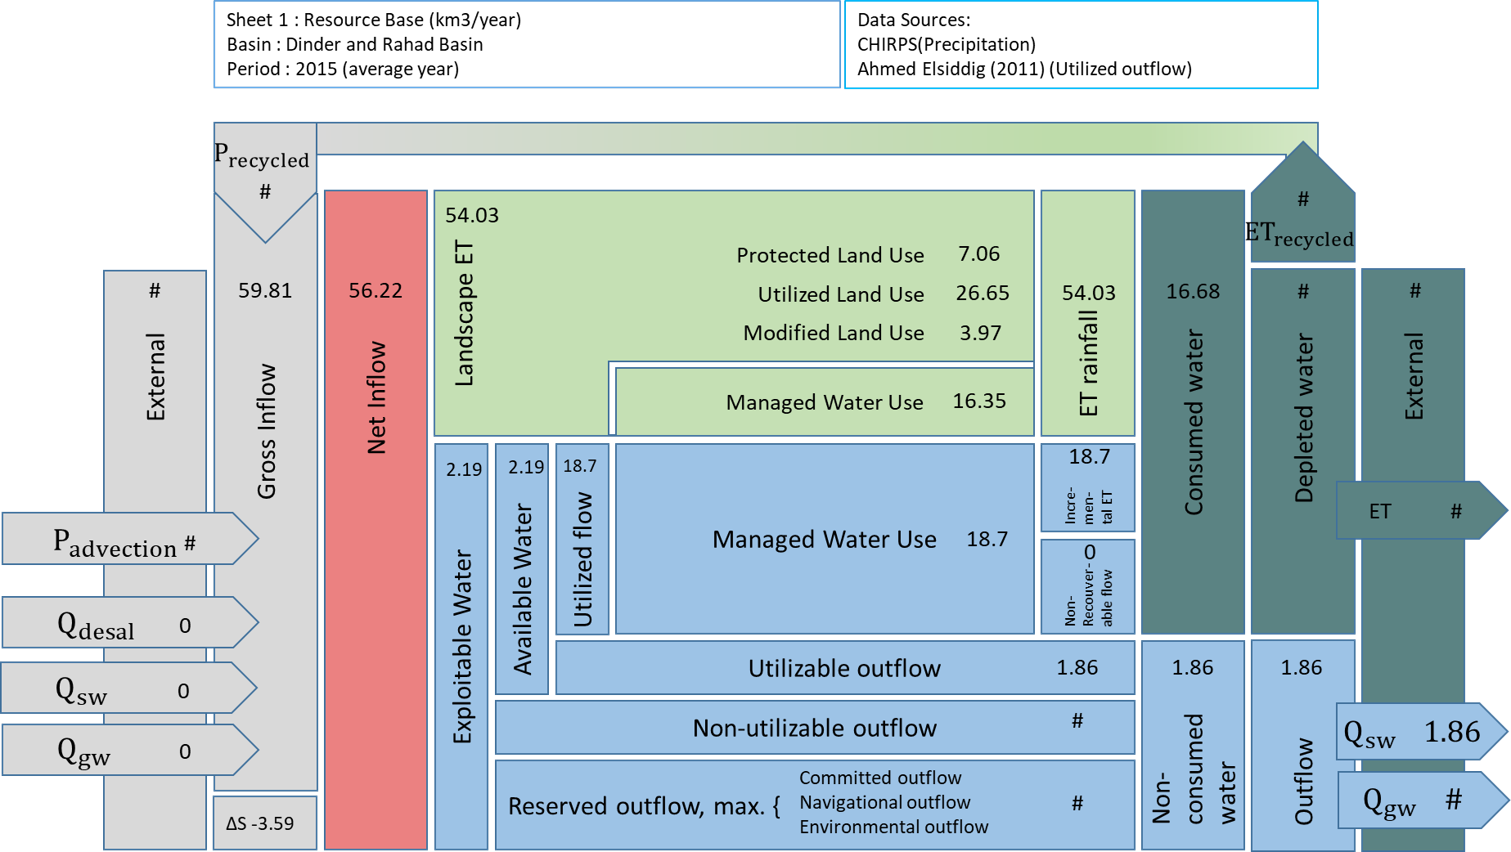 Sheet 1 : Resource Base (km3/year)
Basin : Dinder and Rahad Basin
Period : 2015 (average year)
Data Sources:
CHIRPS(Precipitation)
Ahmed Elsiddig (2011) (Utilized outflow)
Precycled
#
External
#
Gross Inflow
59.81
ΔS -3.59
Padvection #
Qdesal 0
Qsw 0
Qgw 0
Net Inflow
56.22
Landscape ET
54.03
Protected Land Use 7.06
Utilized Land Use 26.65
Modified Land Use 3.97
Managed Water Use 16.35
ET rainfall
54.03
Exploitable Water
2.19
Available Water
2.19
Utilized flow
18.7
Managed Water Use 18.7
18.7
Incre-
men-
tal ET
0
Non-
Recouver-
able flow
Utilizable outflow 1.86
Non-utilizable outflow #
Reserved outflow, max. {
Committed outflow
Navigational outflow
Environmental outflow
#
Consumed water
16.68
Non-
consumed
water
1.86
#
ETrecycled
Depleted water
#
Outflow
1.86
External
#
ET #
Qsw 1.86
Qgw #